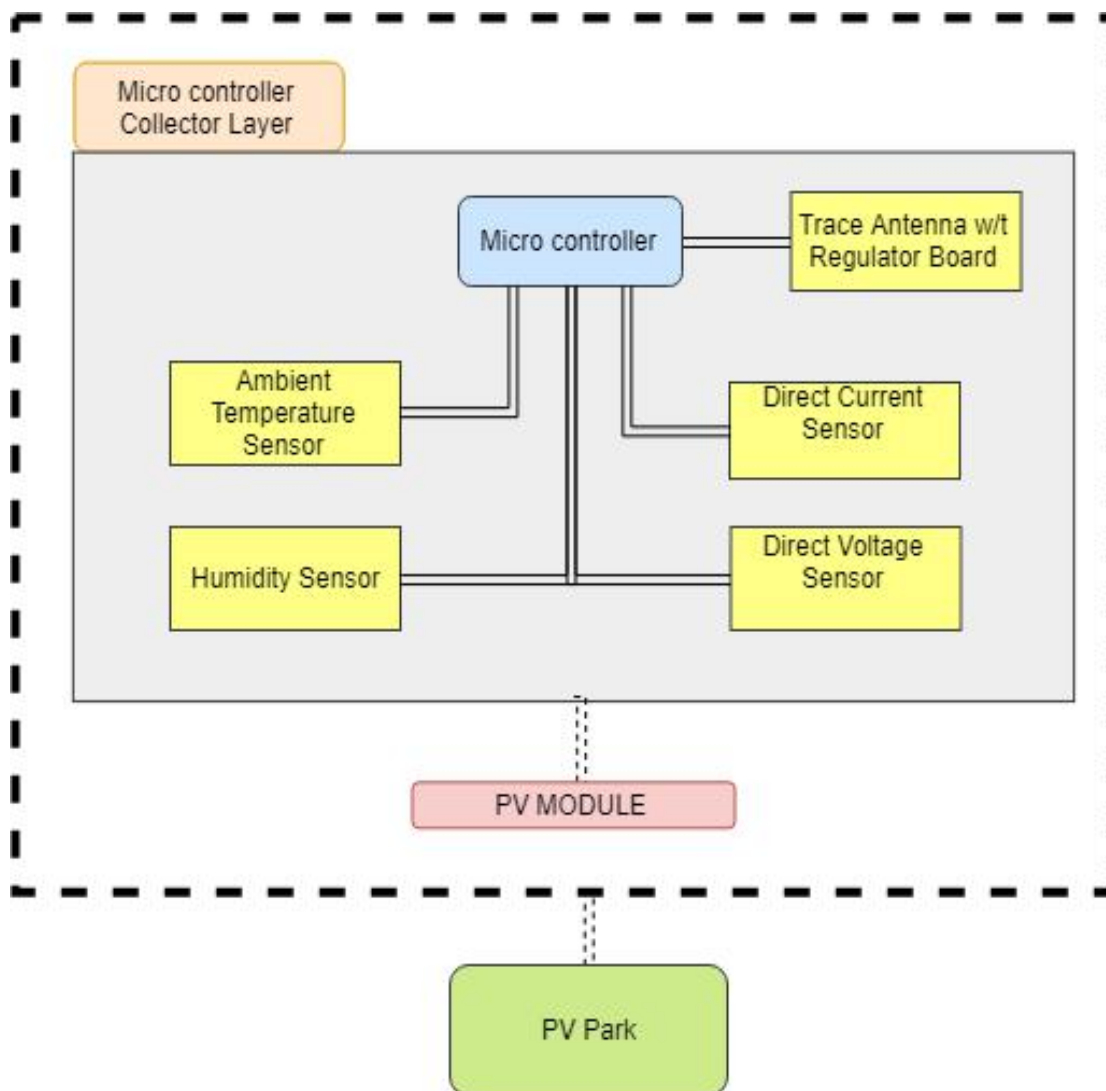 Micro controller
Collector Layer
Micro controller
Trace Antenna w/t
Regulator Board
Ambient
Temperature
Sensor
Direct Current
Sensor
Humidity Sensor
Direct Voltage
Sensor
PV MODULE
PV Park